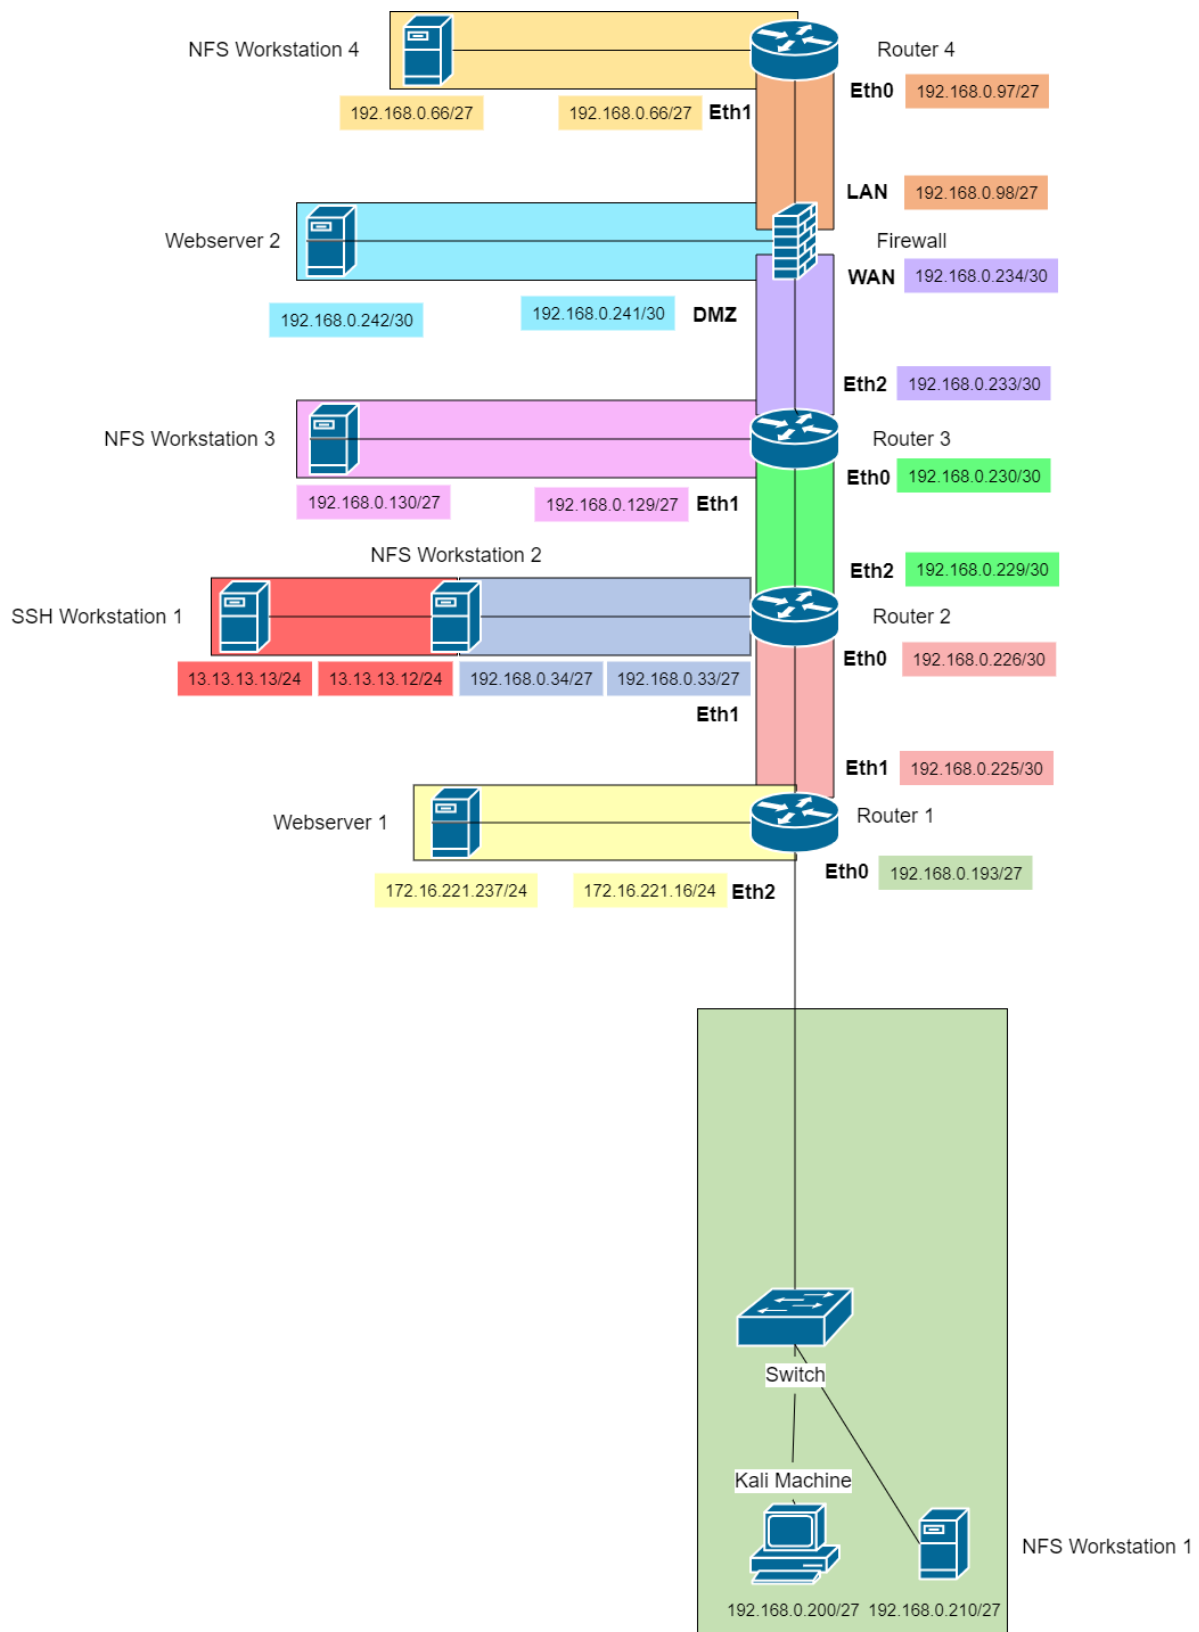 NFS Workstation 4
Router 4
Eth0
192.168.0.97/27
192.168.0.66/27
192.168.0.66/27
Eth1
LAN
192.168.0.98/27
Webserver 2
Firewall
WAN
192.168.0.234/30
192.168.0.242/30
192.168.0.241/30
DMZ
Eth2
192.168.0.233/30
NFS Workstation 3
Router 3
Eth0
192.168.0.230/30
192.168.0.130/27
192.168.0.129/27
Eth1
NFS Workstation 2
Eth2
192.168.0.229/30
SSH Workstation 1
Router 2
Eth0
192.168.0.226/30
13.13.13.13/24
13.13.13.12/24
192.168.0.34/27
192.168.0.33/27
Eth1
Eth1
192.168.0.225/30
Webserver 1
Router 1
Eth0
192.168.0.193/27
172.16.221.237/24
172.16.221.16/24
Eth2
Switch
Kali Machine
NFS Workstation 1
192.168.0.200/27
192.168.0.210/27